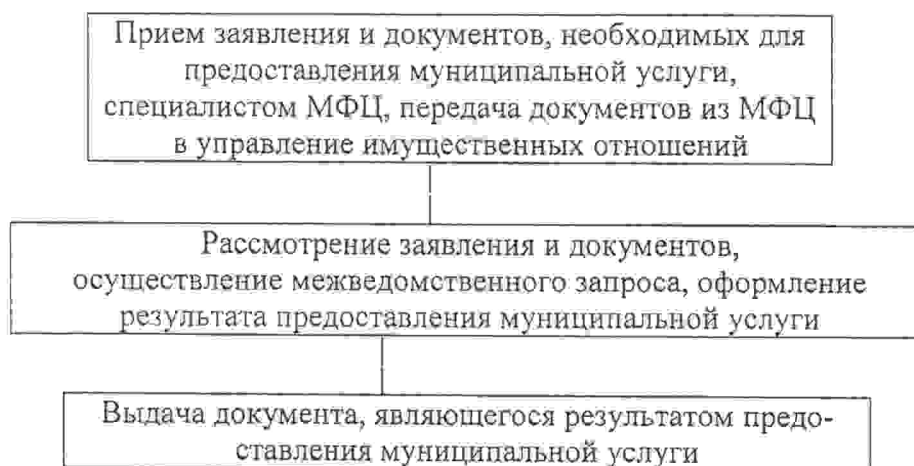 Прием заявления и документов, необходимых для
предоставления муниципальной услуги,
специалистом МФЦ, передача документов из МФЦ
в управление имущественных отношений
Рассмотрение заявления и документов,
осуществление межведомственного запроса, оформление
результата предоставления муниципальной услуги
Выдача документа, являющегося результатом предо-
ставления муниципальной услуги